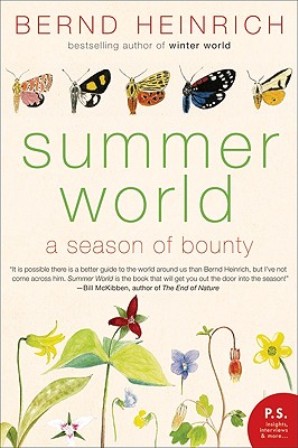 BERND HEINRICH
bestselling author of winter world
summer
world
a season of bounty
"It is possible there is a better guide to the world around us than Bernd Heinrich, but I've not
come across him. Summer World is the book that will get you out the door into the season!"
—Bill McKibben, author of The End of Nature
P.S.
Insights,
interviews
& more...